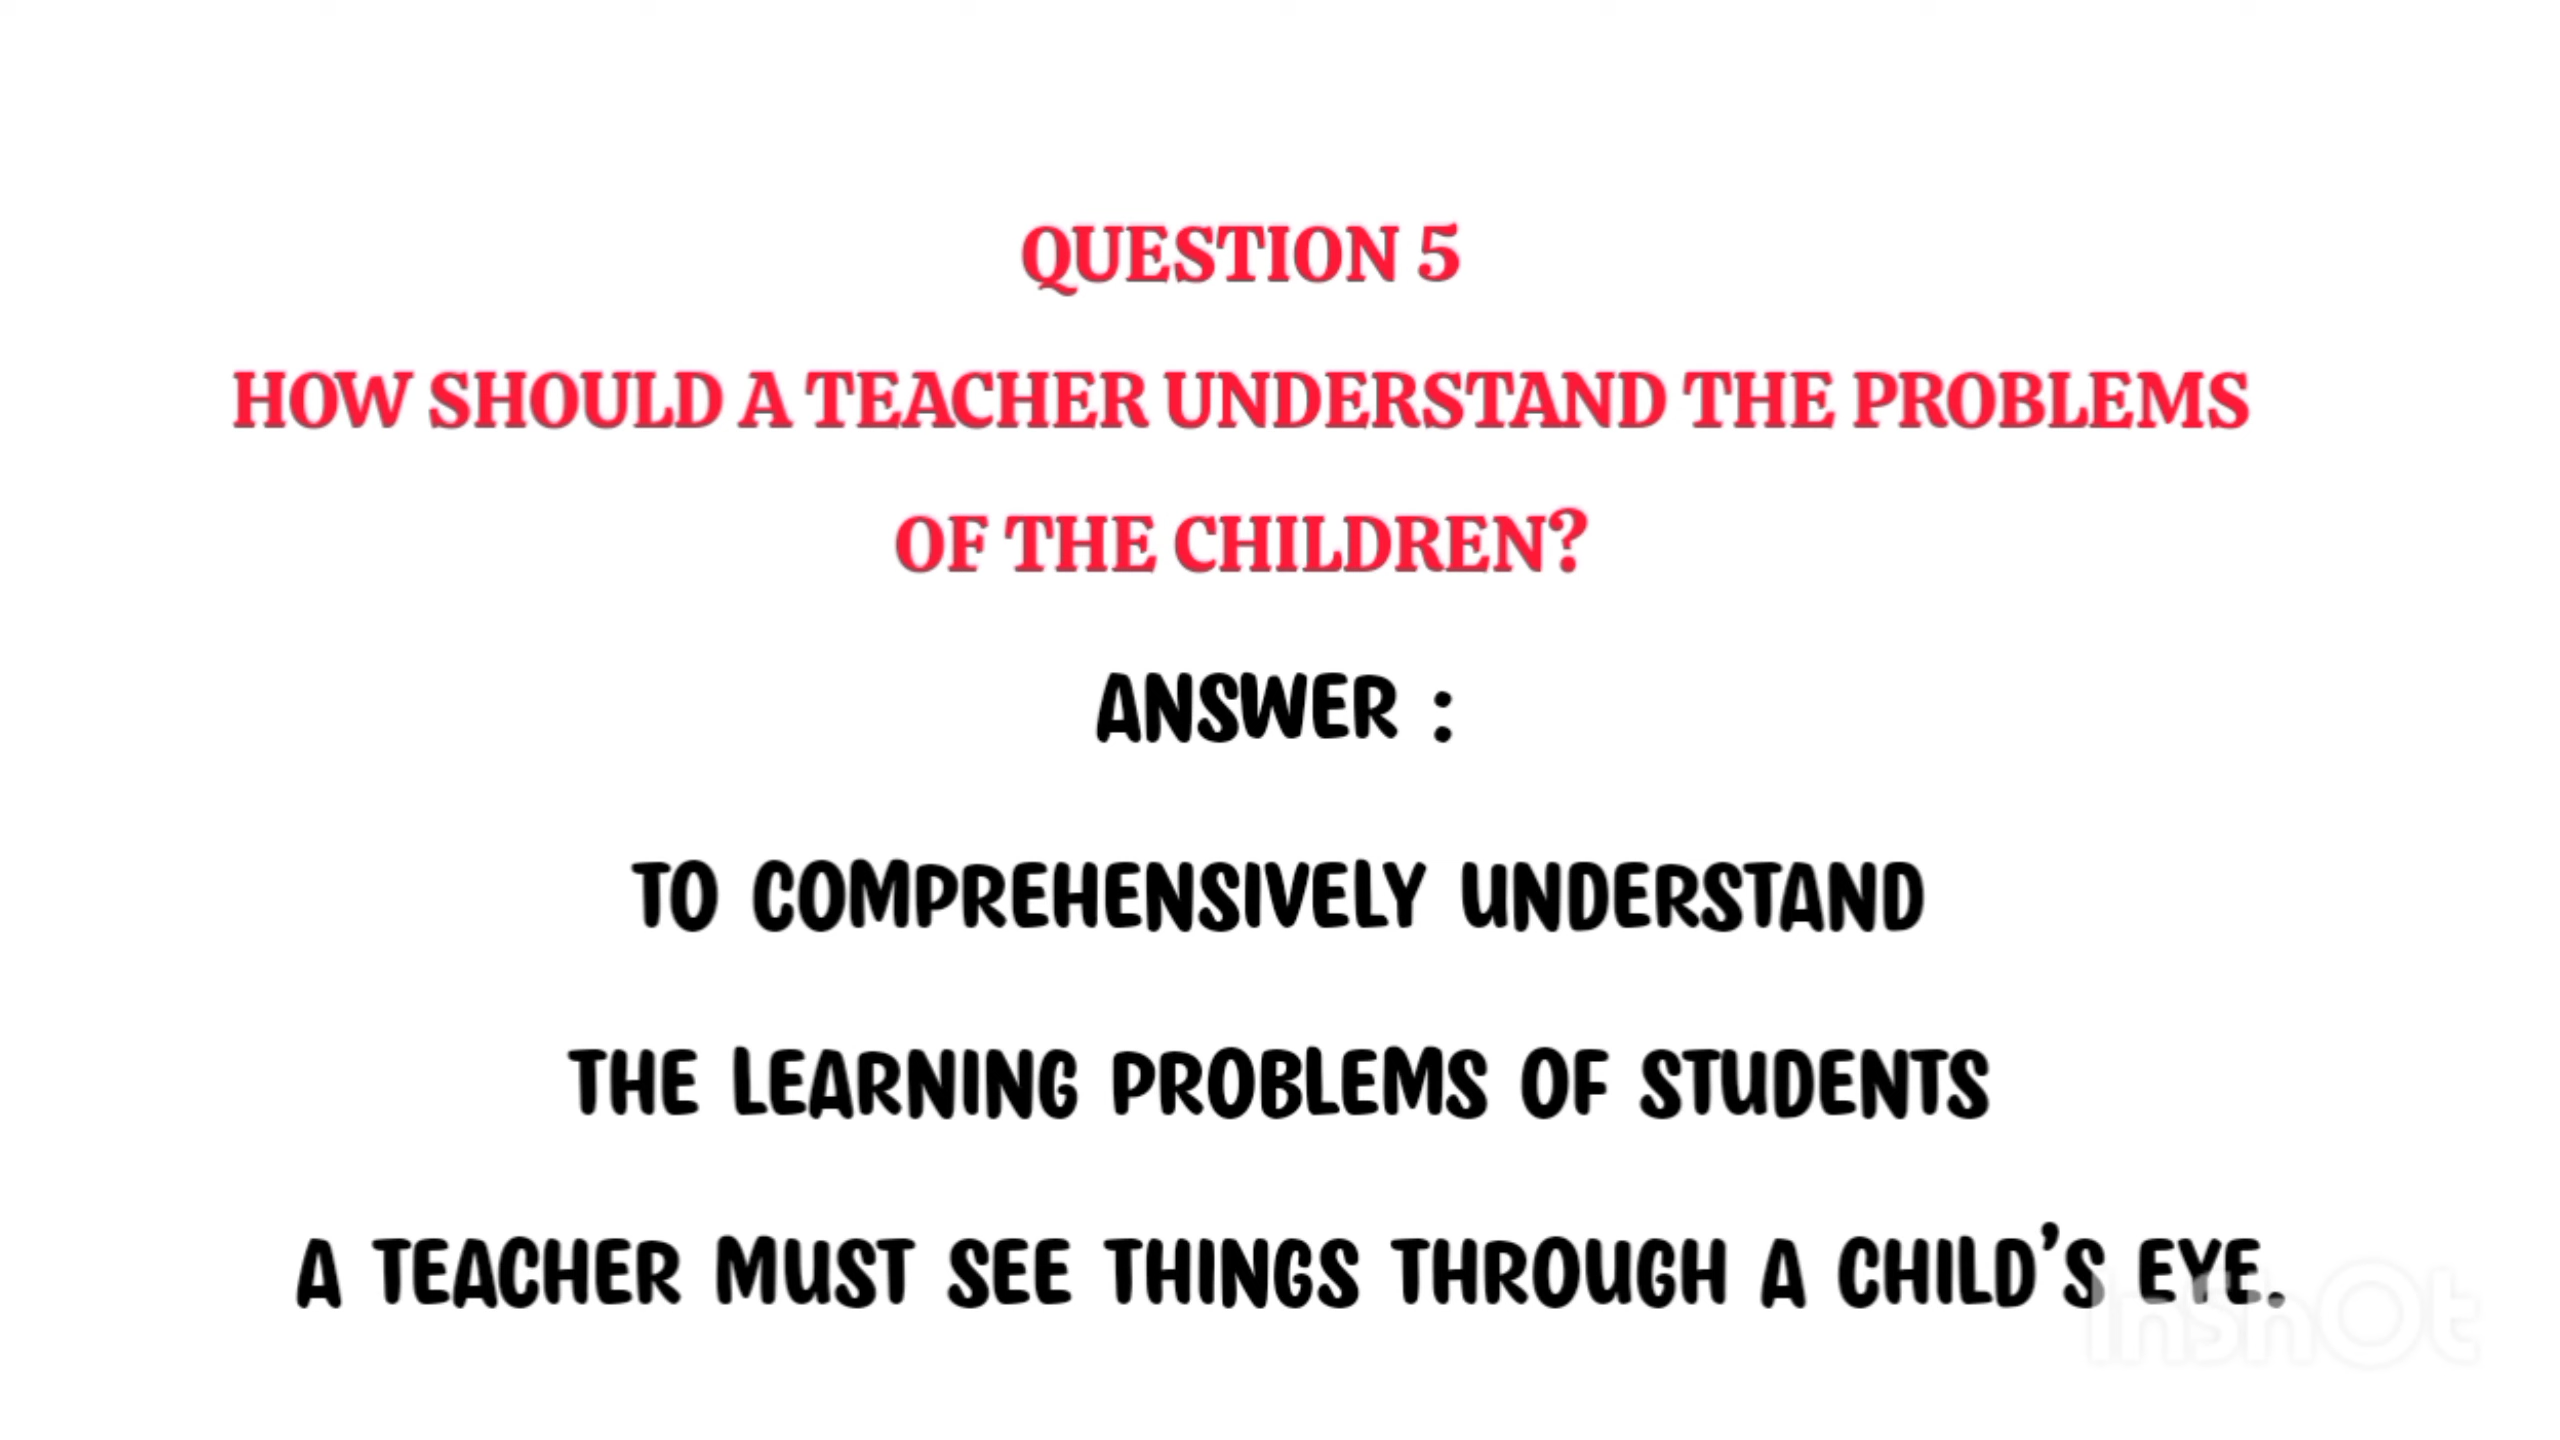 QUESTION 5
HOW SHOULD A TEACHER UNDERSTAND THE PROBLEMS
OF THE CHILDREN?
ANSWER :
TO COMPREHENSIVELY UNDERSTAND
THE LEARNING PROBLEMS OF STUDENTS
A TEACHER MUST SEE THINGS THROUGH A CHILD'S EYE.
InShOt